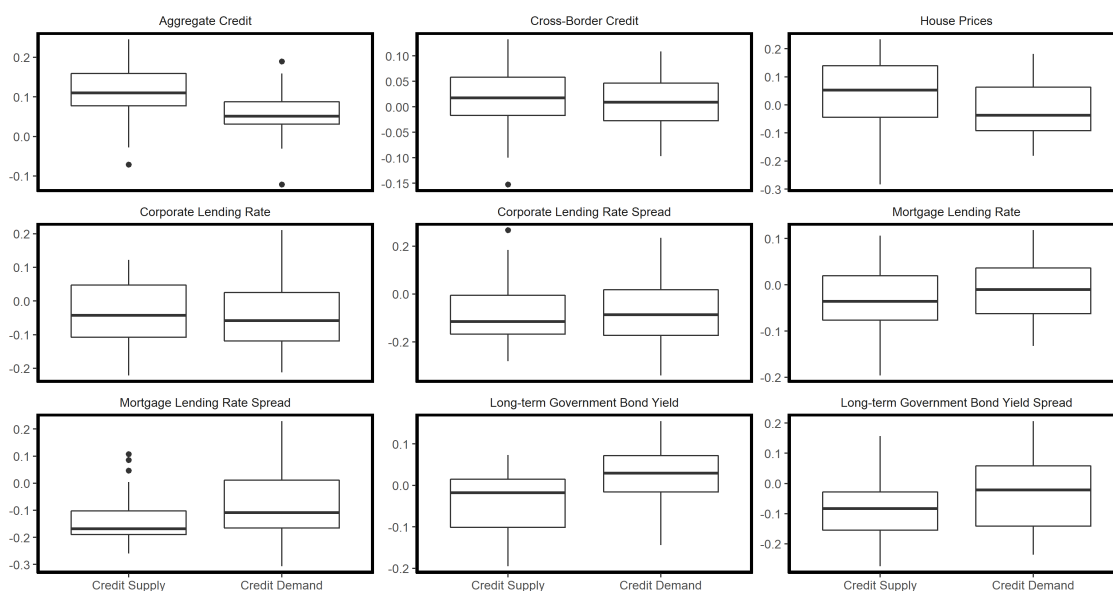 Aggregate Credit
Cross-Border Credit
House Prices
0.2
0.1
0.0
-0.1
0.10
0.05
0.00
-0.05
-0.10
-0.15
0.2
0.1
0.0
-0.1
-0.2
-0.3
Corporate Lending Rate
Corporate Lending Rate Spread
Mortgage Lending Rate
0.2
0.1
0.0
-0.1
-0.2
0.2
0.0
-0.2
0.1
0.0
-0.1
-0.2
Mortgage Lending Rate Spread
Long-term Government Bond Yield
Long-term Government Bond Yield Spread
0.2
0.1
0.0
-0.1
-0.2
-0.3
0.1
0.0
-0.1
-0.2
0.2
0.1
0.0
-0.1
-0.2
Credit Supply
Credit Demand
Credit Supply
Credit Demand
Credit Supply
Credit Demand